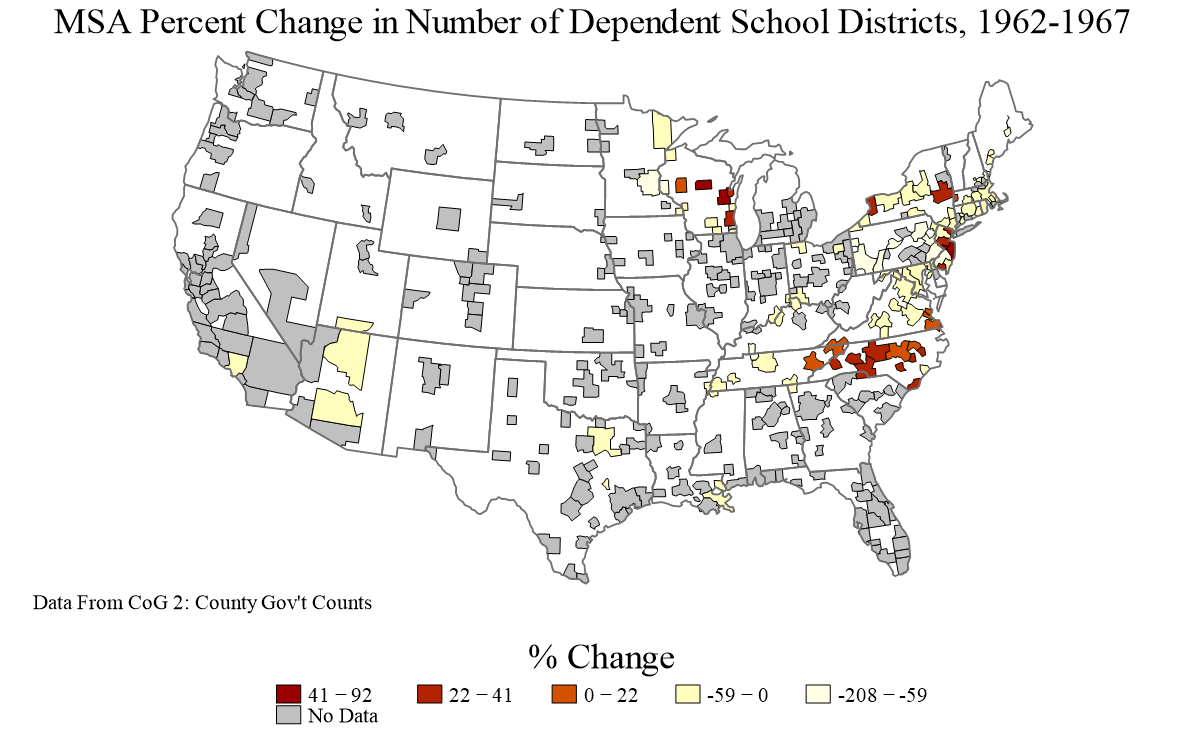 MSA Percent Change in Number of Dependent School Districts, 1962-1967
Data From CoG 2: County Gov't Counts
% Change
41 − 92
22 − 41
0 − 22
-59 − 0
-208 − -59
No Data